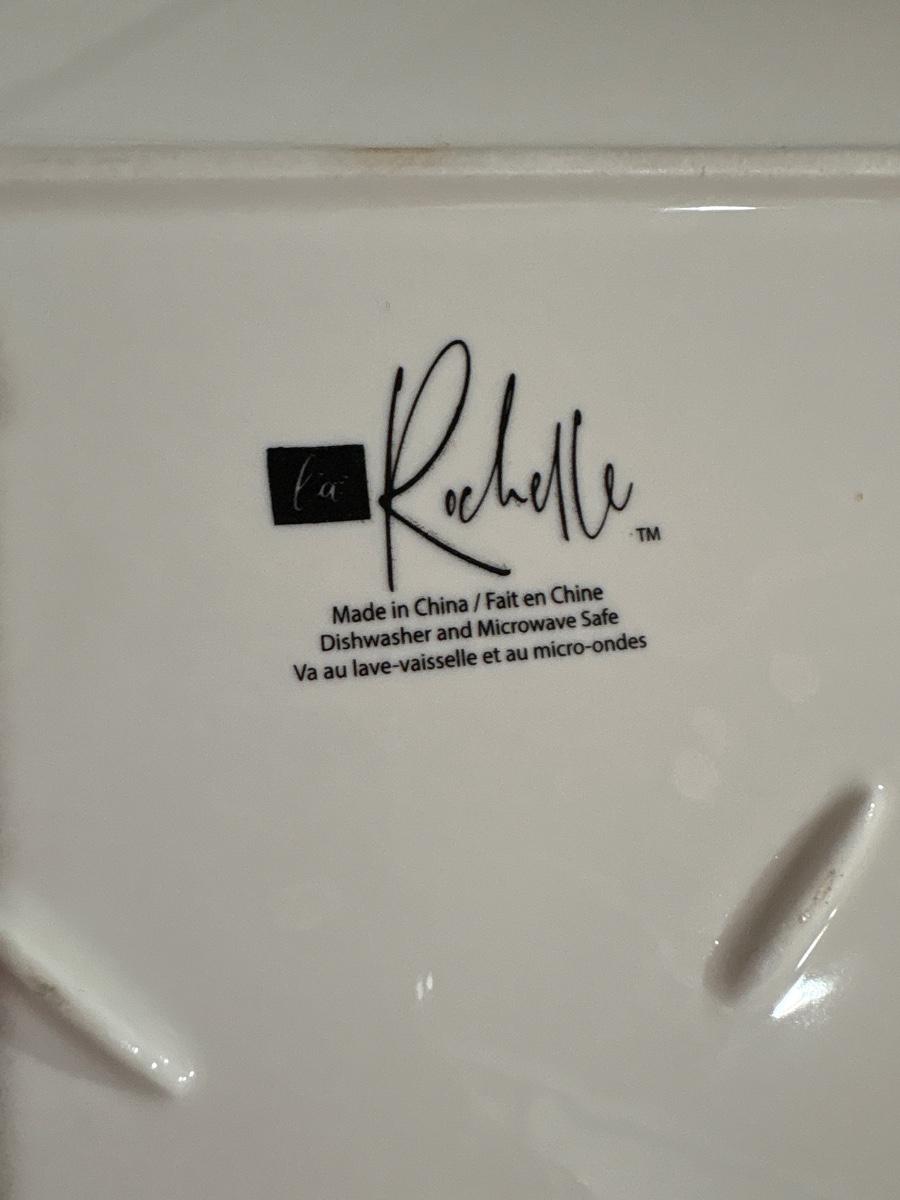 la Rochelle ™
Made in China / Fait en Chine
Dishwasher and Microwave Safe
Va au lave-vaisselle et au micro-ondes